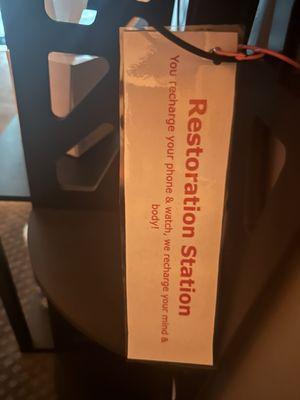 Restoration Station
You recharge your phone & watch, we recharge your mind &
body!